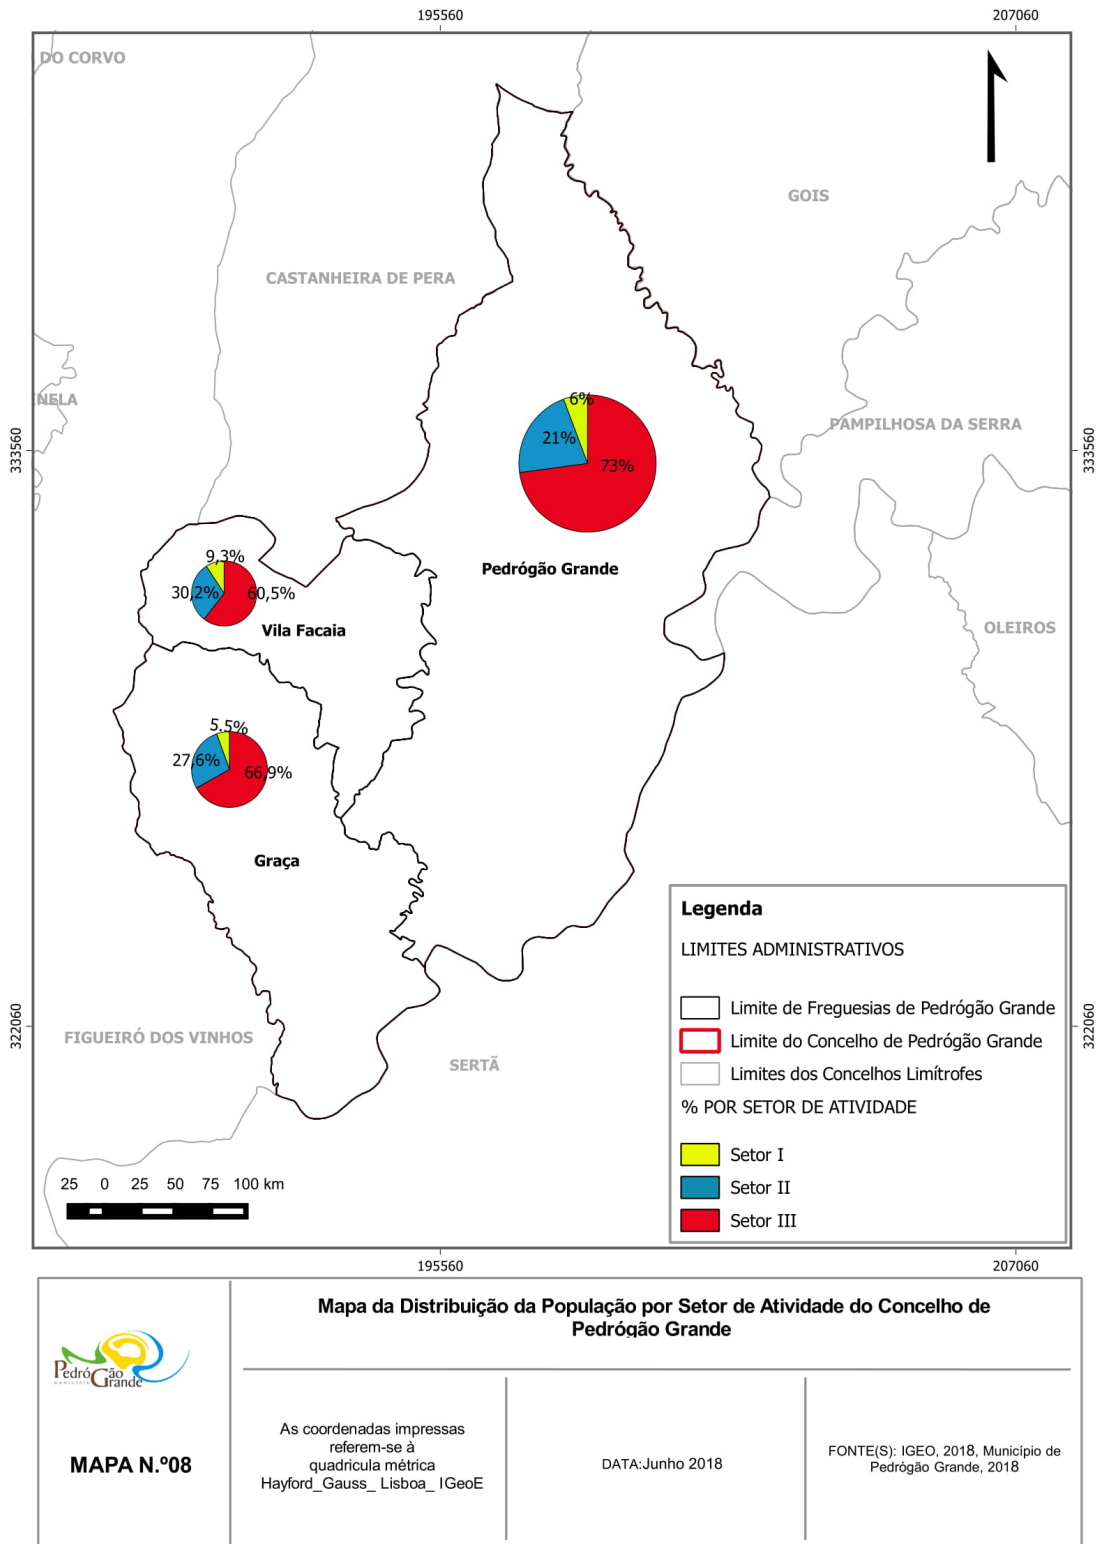 195560
207060
DO CORVO
GOIS
CASTANHEIRA DE PERA
NELA
6%
21%
73%
PAMPILHOSA DA SERRA
333560
333560
Pedrógão Grande
9,3%
30,2%
60,5%
Vila Facaia
OLEIROS
5.5%
27,6%
66,9%
Graça
Legenda
LIMITES ADMINISTRATIVOS
Limite de Freguesias de Pedrógão Grande
Limite do Concelho de Pedrógão Grande
Limites dos Concelhos Limítrofes
% POR SETOR DE ATIVIDADE
Setor I
Setor II
Setor III
322060
322060
FIGUEIRÓ DOS VINHOS
SERTÃ
25 0 25 50 75 100 km
195560
207060
Mapa da Distribuição da População por Setor de Atividade do Concelho de
Pedrógão Grande
PedróGão
Grande
MUNICÍPIO
MAPA N.º08
As coordenadas impressas
referem-se à
quadricula métrica
Hayford_Gauss_ Lisboa_ IGeoE
DATA:Junho 2018
FONTE(S): IGEO, 2018, Município de
Pedrógão Grande, 2018